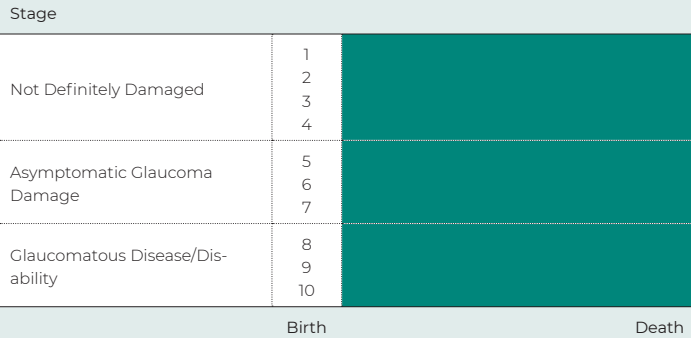 Stage
Not Definitely Damaged
1
2
3
4
Asymptomatic Glaucoma
Damage
5
6
7
Glaucomatous Disease/Dis-
ability
8
9
10
Birth Death